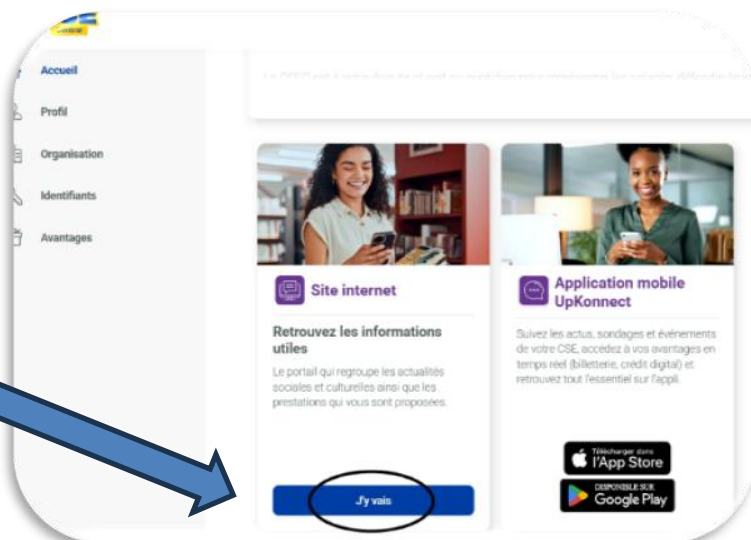 Accueil
Profil
Organisation
Identifiants
Avantages
Site internet
Retrouvez les informations
utiles
Le portail qui regroupe les actualités
sociales et culturelles ainsi que les
prestations qui vous sont proposées.
J'y vais
Application mobile
UpKonnect
Suivez les actus, sondages et événements
de votre CSE, accédez à vos avantages en
temps réel (billetterie, crédit digital) et
retrouvez tout l'essentiel sur l'appli.
Télécharger dans
l'App Store
DISPONIBLE SUR
Google Play